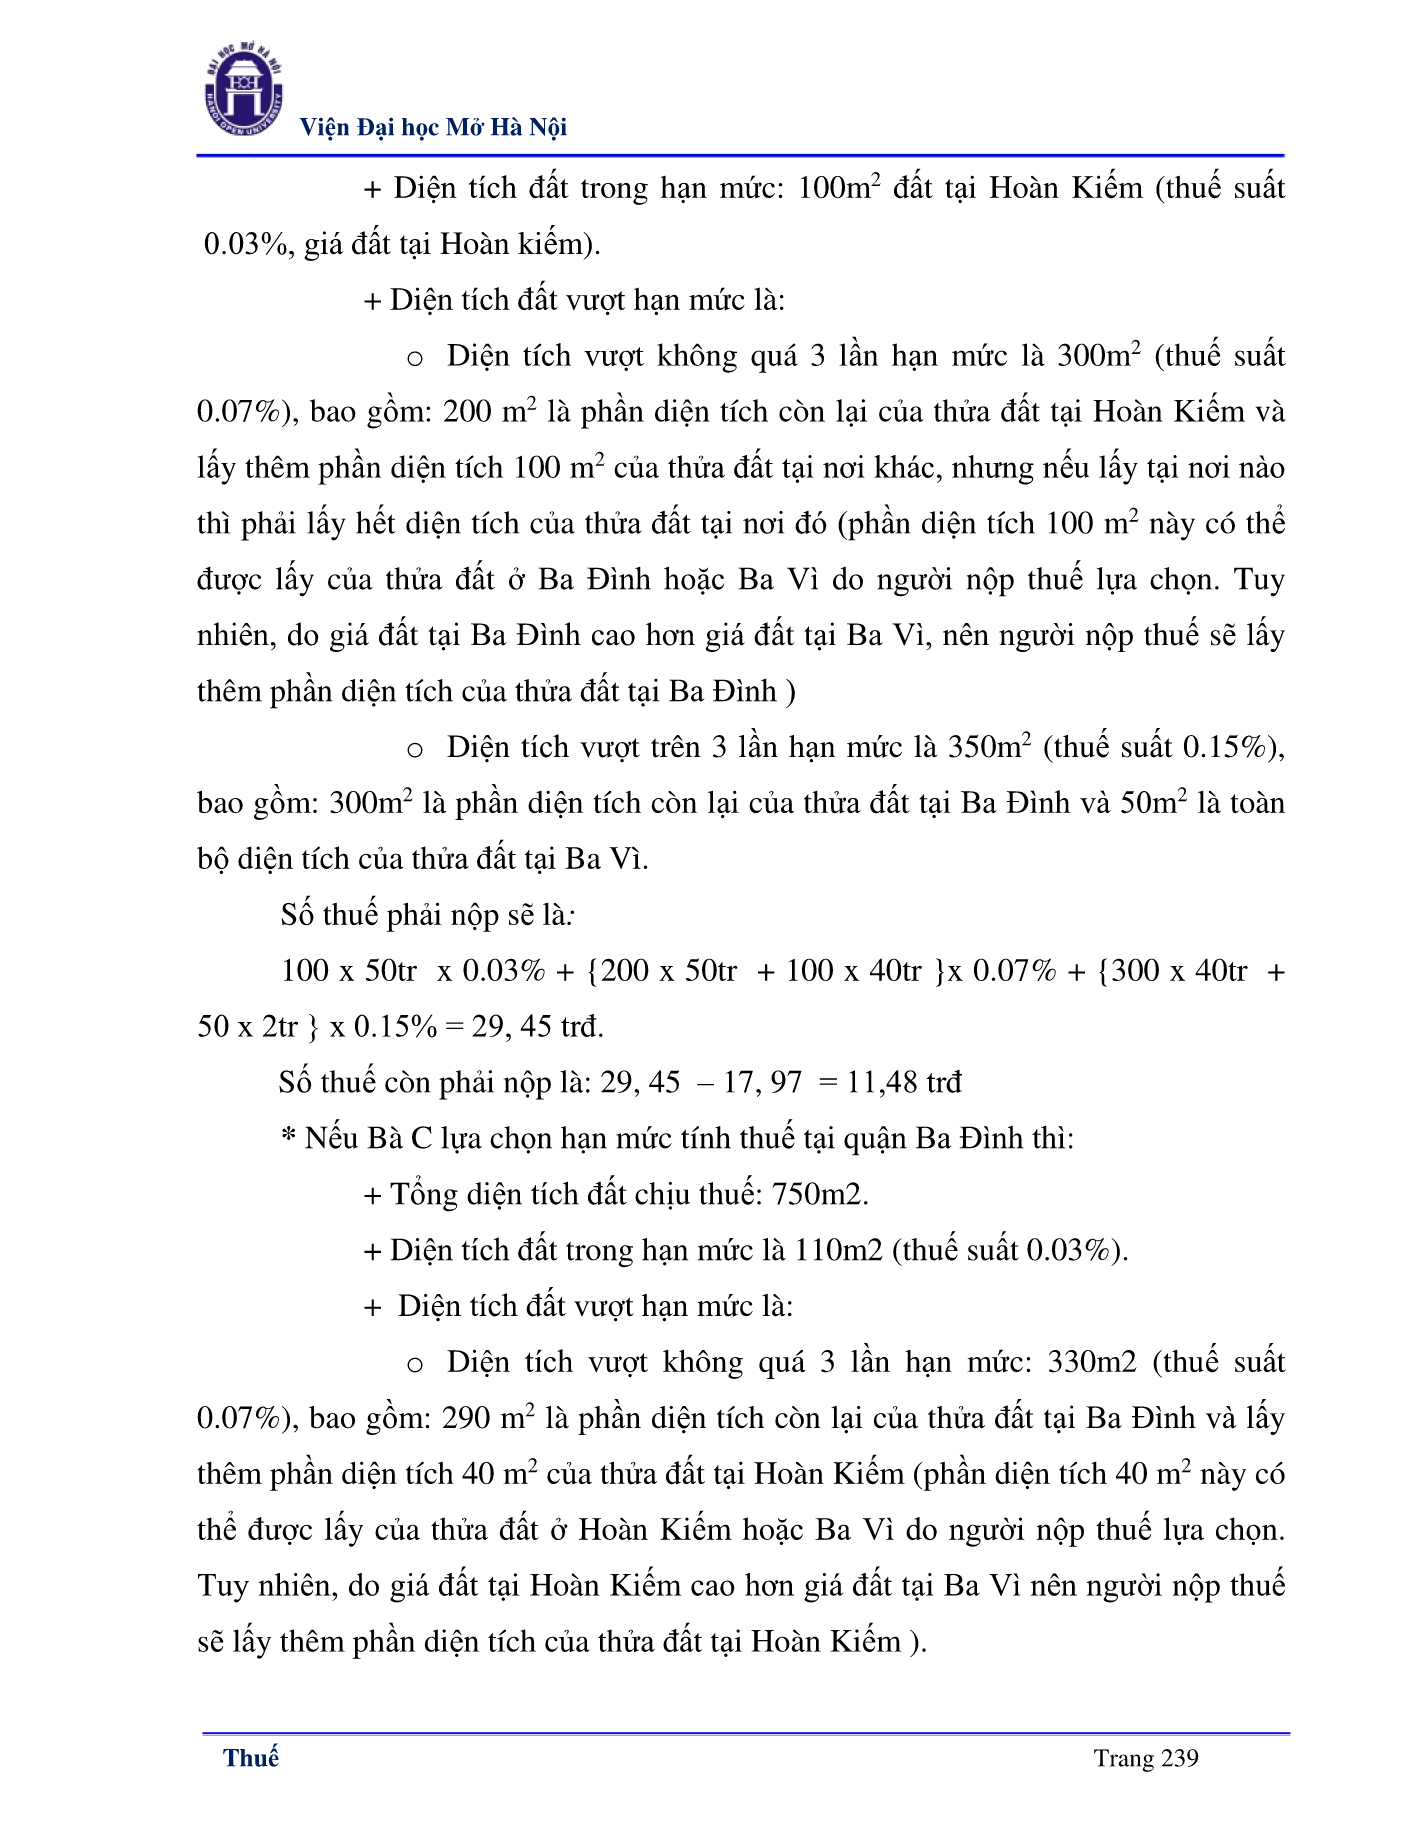 ĐẠI HỌC MỞ HÀ NỘI
HANOI OPEN UNIVERSITY
Viện Đại học Mở Hà Nội
+ Diện tích đất trong hạn mức: 100m² đất tại Hoàn Kiếm (thuế suất
0.03%, giá đất tại Hoàn kiếm).
+ Diện tích đất vượt hạn mức là:
o Diện tích vượt không quá 3 lần hạn mức là 300m² (thuế suất
0.07%), bao gồm: 200 m² là phần diện tích còn lại của thửa đất tại Hoàn Kiếm và
lấy thêm phần diện tích 100 m² của thửa đất tại nơi khác, nhưng nếu lấy tại nơi nào
thì phải lấy hết diện tích của thửa đất tại nơi đó (phần diện tích 100 m² này có thể
được lấy của thửa đất ở Ba Đình hoặc Ba Vì do người nộp thuế lựa chọn. Tuy
nhiên, do giá đất tại Ba Đình cao hơn giá đất tại Ba Vì, nên người nộp thuế sẽ lấy
thêm phần diện tích của thửa đất tại Ba Đình )
o Diện tích vượt trên 3 lần hạn mức là 350m² (thuế suất 0.15%),
bao gồm: 300m² là phần diện tích còn lại của thửa đất tại Ba Đình và 50m² là toàn
bộ diện tích của thửa đất tại Ba Vì.
Số thuế phải nộp sẽ là:
100 x 50tr x 0.03% + {200 x 50tr + 100 x 40tr }x 0.07% + {300 x 40tr +
50 x 2tr } x 0.15% = 29, 45 trđ.
Số thuế còn phải nộp là: 29, 45 – 17, 97 = 11,48 trđ
* Nếu Bà C lựa chọn hạn mức tính thuế tại quận Ba Đình thì:
+ Tổng diện tích đất chịu thuế: 750m2.
+ Diện tích đất trong hạn mức là 110m2 (thuế suất 0.03%).
+ Diện tích đất vượt hạn mức là:
o Diện tích vượt không quá 3 lần hạn mức: 330m2 (thuế suất
0.07%), bao gồm: 290 m² là phần diện tích còn lại của thửa đất tại Ba Đình và lấy
thêm phần diện tích 40 m² của thửa đất tại Hoàn Kiếm (phần diện tích 40 m² này có
thể được lấy của thửa đất ở Hoàn Kiếm hoặc Ba Vì do người nộp thuế lựa chọn.
Tuy nhiên, do giá đất tại Hoàn Kiếm cao hơn giá đất tại Ba Vì nên người nộp thuế
sẽ lấy thêm phần diện tích của thửa đất tại Hoàn Kiếm ).
Thuế
Trang 239